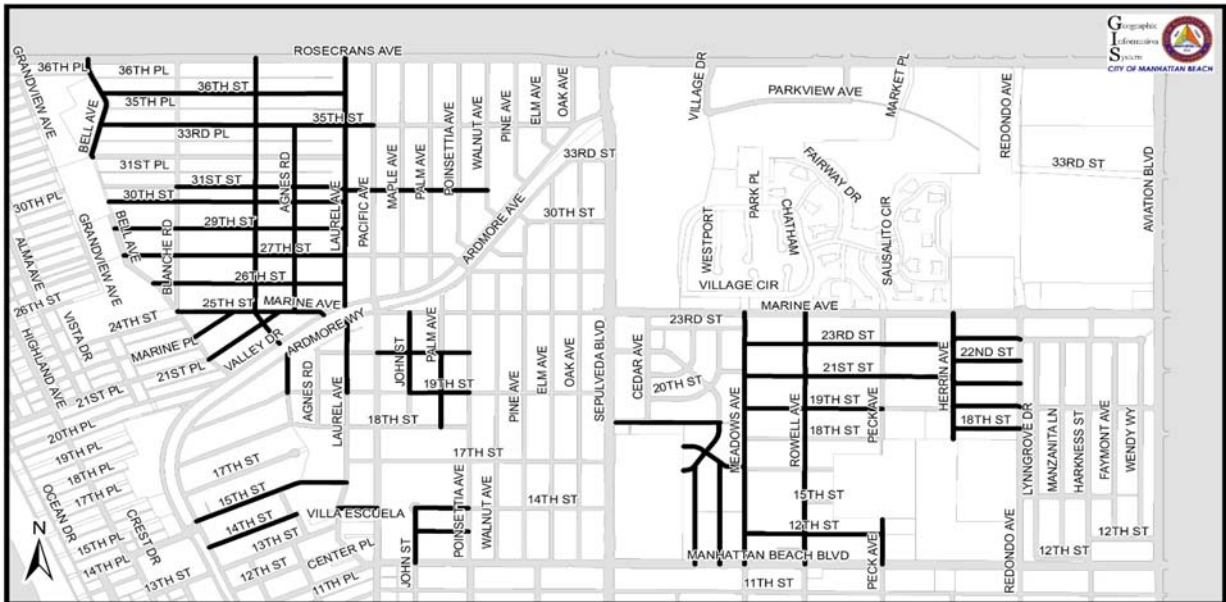 Geographic
Information
System
CITY OF MANHATTAN BEACH
ROSECRANS AVE
GRANDVIEW AVE
36TH PL
36TH PL
36TH ST
35TH PL
35TH ST
33RD PL
BELL AVE
31ST PL
31ST ST
30TH ST
29TH ST
27TH ST
26TH ST
25TH ST
MARINE AVE
AGNES RD
LAUREL AVE
PACIFIC AVE
MAPLE AVE
PALM AVE
POINSETTIA AVE
WALNUT AVE
PINE AVE
ELM AVE
OAK AVE
33RD ST
30TH ST
ARDMORE AVE
VILLAGE DR
PARKVIEW AVE
MARKET PL
REDONDO AVE
33RD ST
AVIATION BLVD
FAIRWAY DR
PARK PL
CHATHAM
WESTPORT
SAUSALITO CIR
VILLAGE CIR
MARINE AVE
30TH PL
ALMA AVE
GRANDVIEW AVE
BELL AVE
BLANCHE RD
26TH ST
24TH ST
VISTA DR
HIGHLAND AVE
MARINE PL
21ST PL
VALLEY DR
ARDMORE WY
21ST PL
20TH PL
19TH PL
18TH PL
17TH PL
15TH PL
14TH PL
13TH ST
OCEAN DR
CREST DR
N
AGNES RD
LAUREL AVE
JOHN ST
PALM AVE
19TH ST
18TH ST
PINE AVE
ELM AVE
OAK AVE
SEPULVEDA BLVD
17TH ST
17TH ST
15TH ST
14TH ST
13TH ST
12TH ST
11TH PL
CENTER PL
VILLA ESCUELA
JOHN ST
POINSETTIA AVE
WALNUT AVE
14TH ST
23RD ST
CEDAR AVE
20TH ST
MEADOWS AVE
ROWELL AVE
23RD ST
21ST ST
19TH ST
PECK AVE
18TH ST
15TH ST
12TH ST
MANHATTAN BEACH BLVD
11TH ST
PECK AVE
HERRIN AVE
22ND ST
18TH ST
LYNNGROVE DR
MANZANITA LN
HARKNESS ST
FAYMONT AVE
WENDY WY
REDONDO AVE
12TH ST
12TH ST